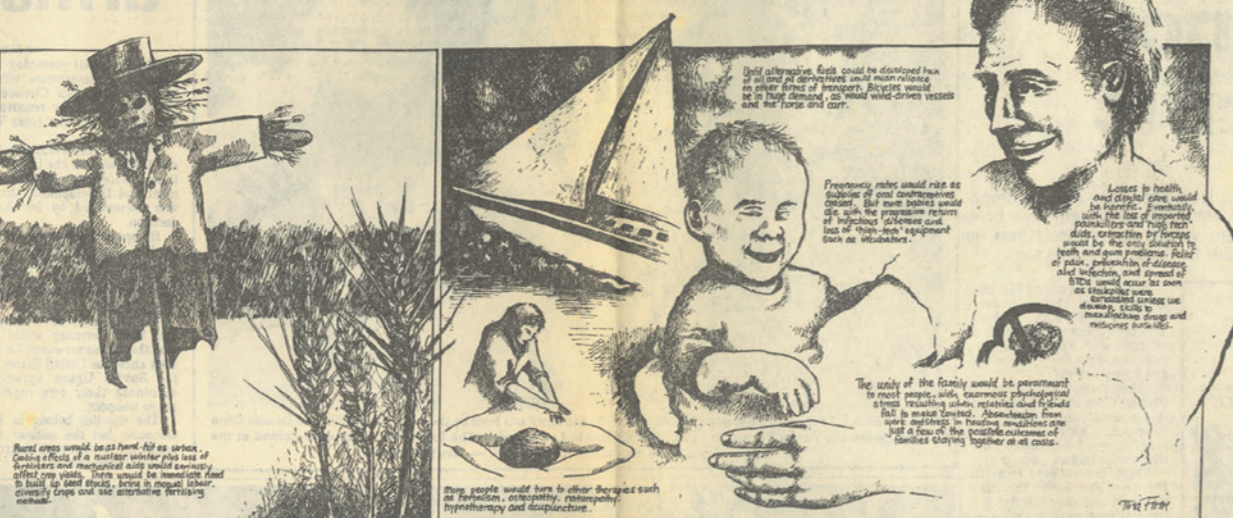 Rural areas would be as hard-hit as urban.
Cooling effects of a nuclear winter plus loss of
fertilisers and mechanical aids would seriously
affect crop yields. There would be immediate need
to build up seed stocks, bring in manual labour,
diversify crops and use alternative fertilising
methods.
More people would turn to other therapies such
as herbalism, osteopathy, naturopathy,
hypnotherapy and acupuncture.
Until alternative fuels could be developed lack
of oil and oil derivatives would mean reliance
on other forms of transport. Bicycles would
be in huge demand, as would wind-driven vessels
and the horse and cart.
Pregnancy rates would rise as
supplies of oral contraceptives
ceased. But more babies would
die with the progressive return
of infectious diseases and
loss of 'high-tech' equipment
such as incubators.
Losses to health
and dental care would
be horrific. Eventually,
with the loss of imported
painkillers and high tech
aids, extraction by forceps
would be the only solution to
teeth and gum problems. Relief
of pain, prevention of disease
and infection, and spread of
STDs would occur as soon
as stockpiles were
exhausted unless we
develop skills to
manufacture drugs and
medicines ourselves.
The unity of the family would be paramount
to most people, with enormous psychological
stress resulting when relatives and friends
fail to make contact. Absenteeism from
work and stress in housing conditions are
just a few of the possible outcomes of
families staying together at all costs.